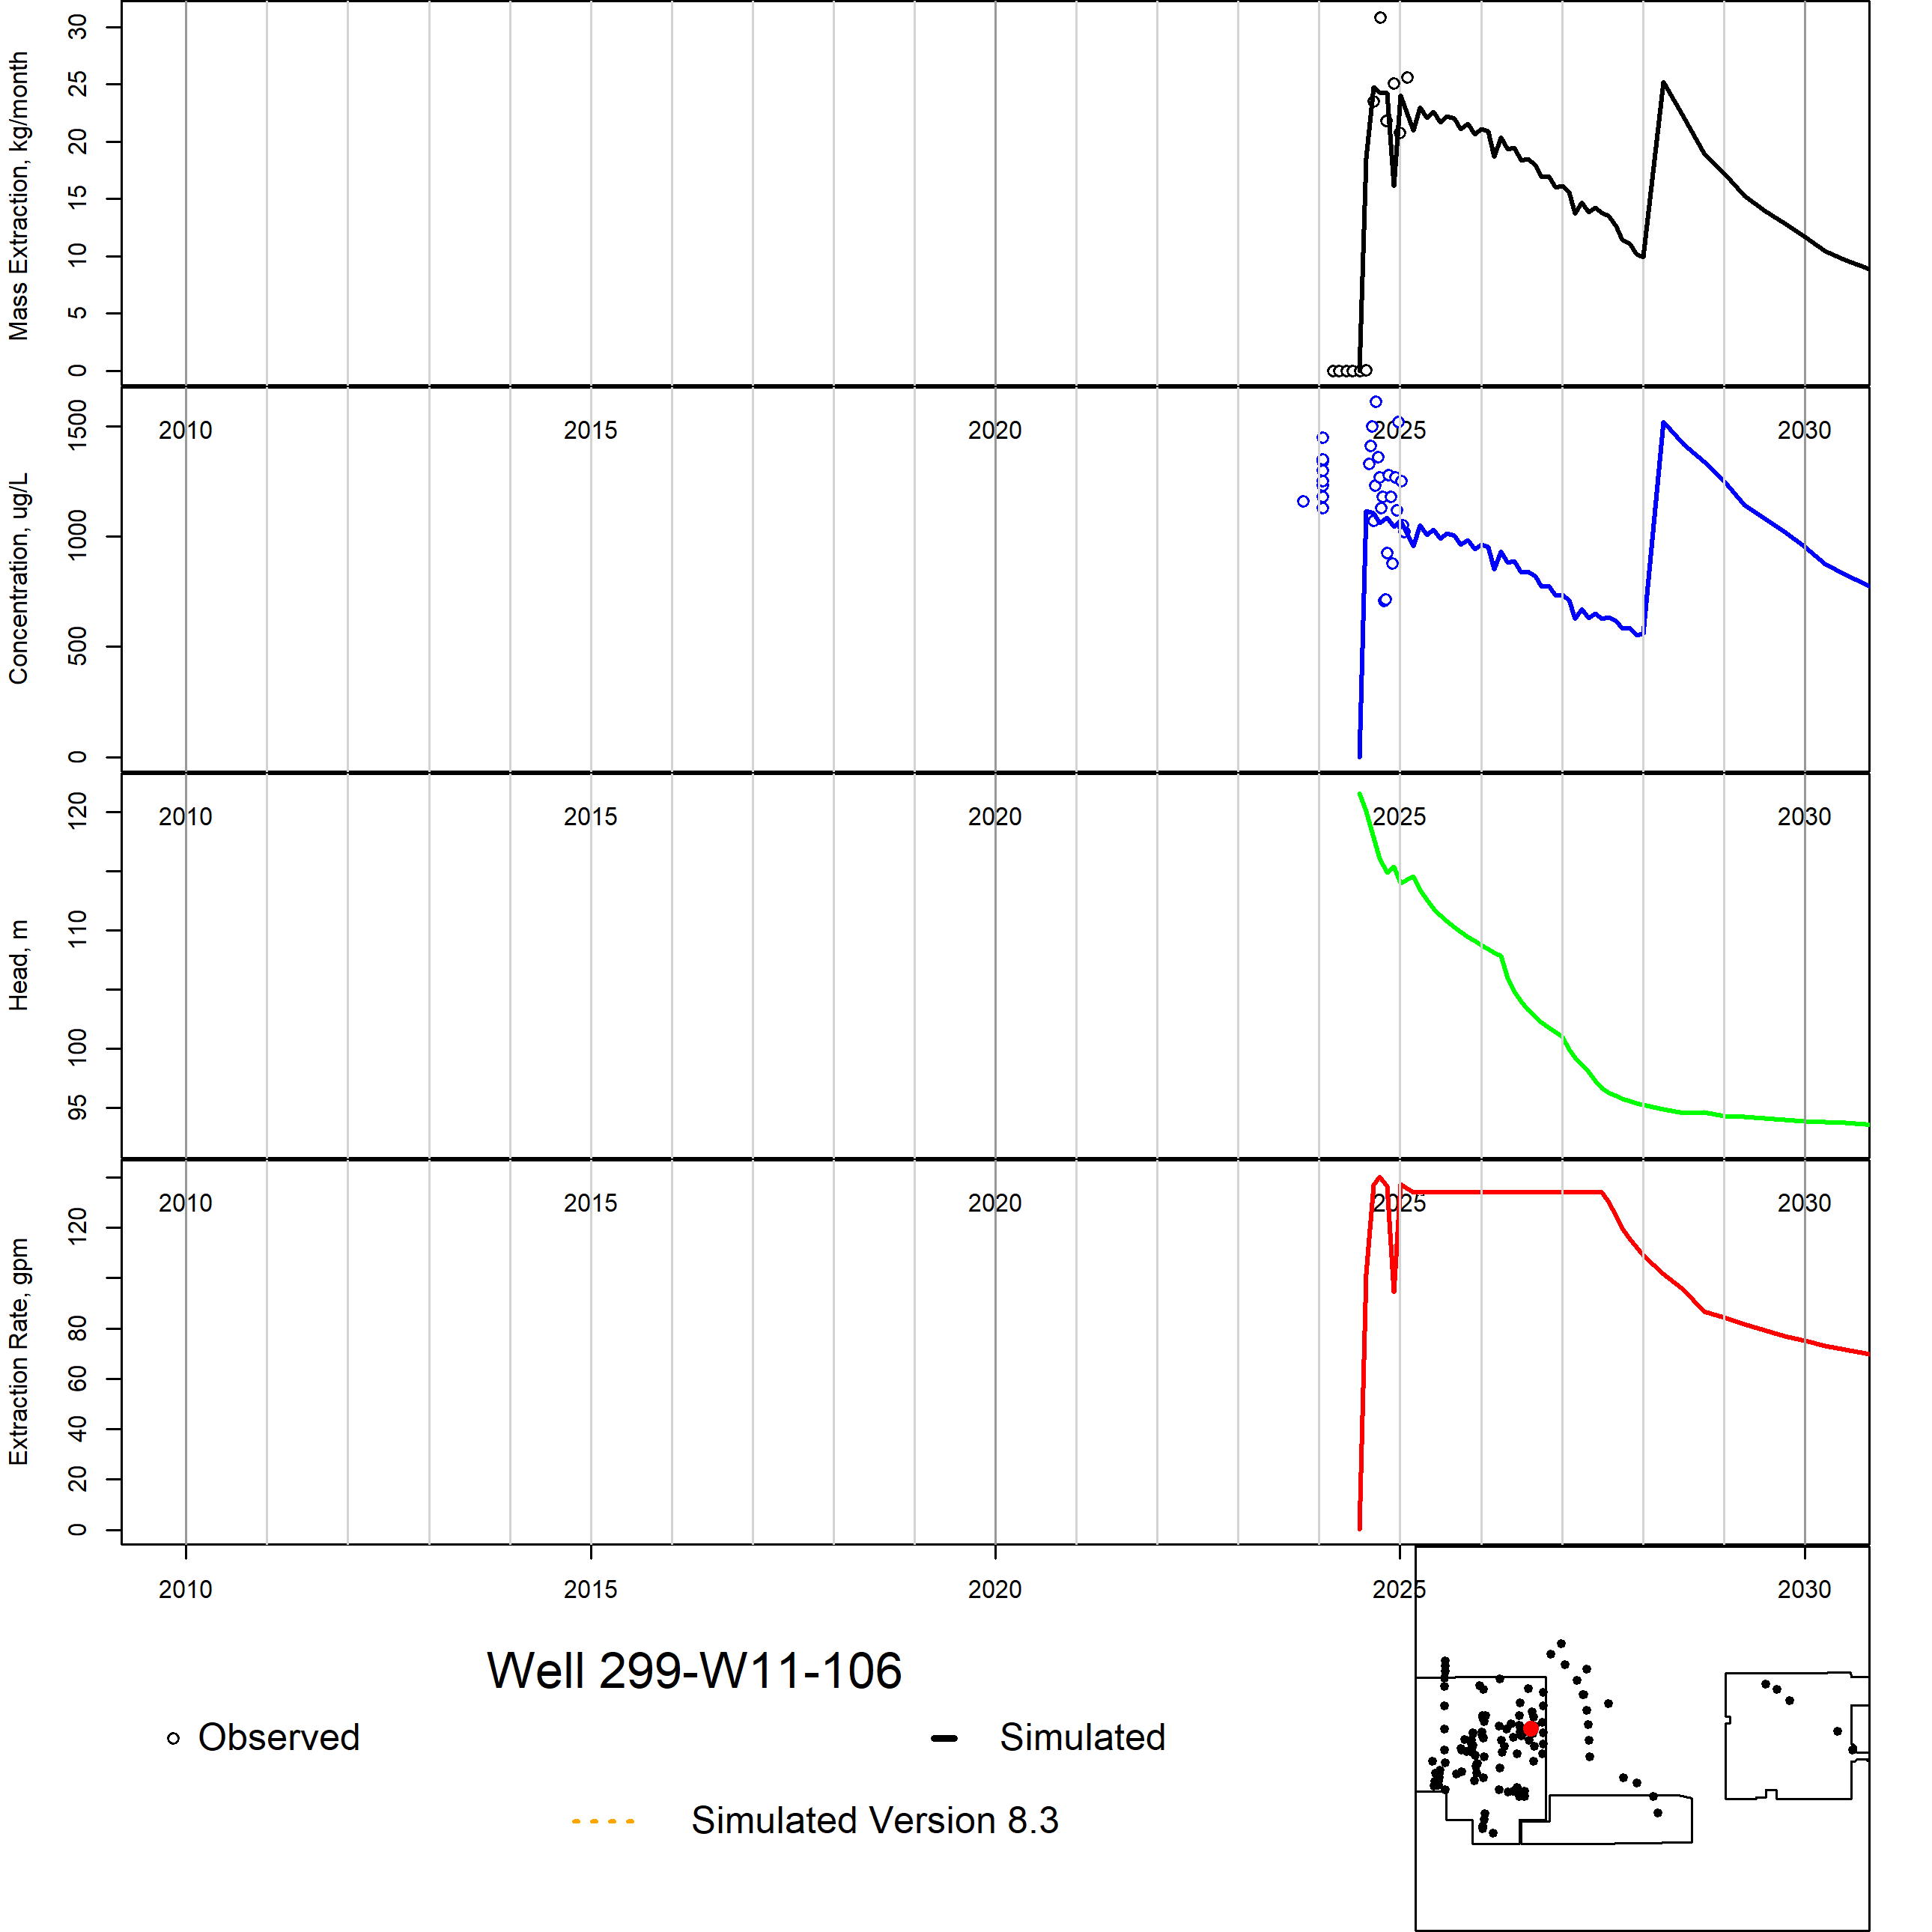 Mass Extraction, kg/month
30
25
20
15
10
5
0
2010 2015 2020 2025 2030
Concentration, ug/L
1500
1000
500
0
2010 2015 2020 2025 2030
Head, m
120
110
100
95
2010 2015 2020 2025 2030
Extraction Rate, gpm
120
80
60
40
20
0
2010 2015 2020 2025 2030
Well 299-W11-106
Observed
Simulated
Simulated Version 8.3